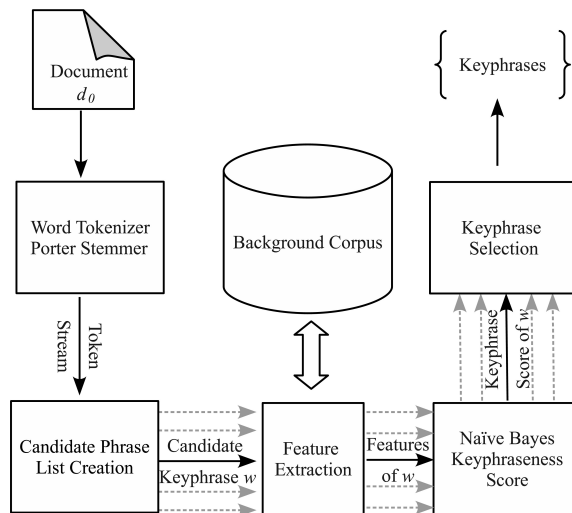 Document
d0
Keyphrases
Word Tokenizer
Porter Stemmer
Background Corpus
Keyphrase
Selection
Token
Stream
Keyphrase
Score of w
Candidate Phrase
List Creation
Candidate
Keyphrase w
Feature
Extraction
Features
of w
Naïve Bayes
Keyphraseness
Score